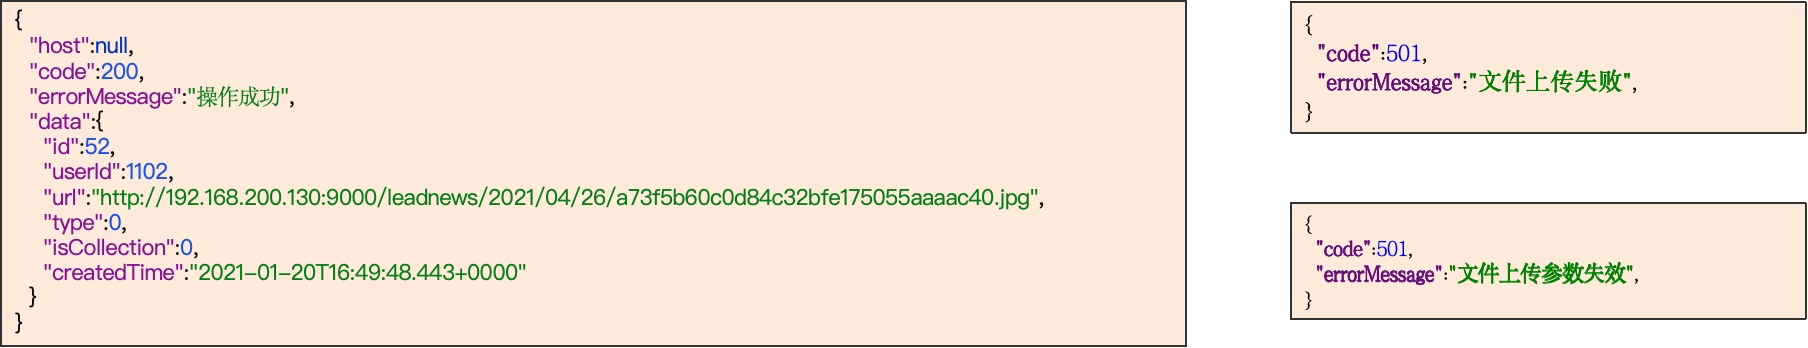 {
"host":null,
"code":200,
"errorMessage":"操作成功",
"data":{
"id":52,
"userId":1102,
"url":"http://192.168.200.130:9000/leadnews/2021/04/26/a73f5b60c0d84c32bfe175055aaaac40.jpg",
"type":0,
"isCollection":0,
"createdTime":"2021-01-20T16:49:48.443+0000"
}
}
{
"code":501,
"errorMessage":"文件上传失败",
}
{
"code":501,
"errorMessage":"文件上传参数失效",
}